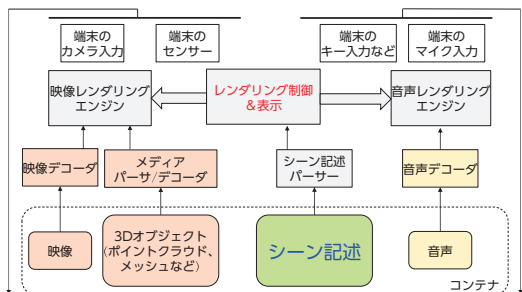 端末の
カメラ入力
端末の
センサー
端末の
キー入力など
端末の
マイク入力
映像レンダリング
エンジン
レンダリング制御
&表示
音声レンダリング
エンジン
映像デコーダ
メディア
パーサ/デコーダ
シーン記述
パーサー
音声デコーダ
映像
3Dオブジェクト
(ポイントクラウド、
メッシュなど)
シーン記述
音声
コンテナ